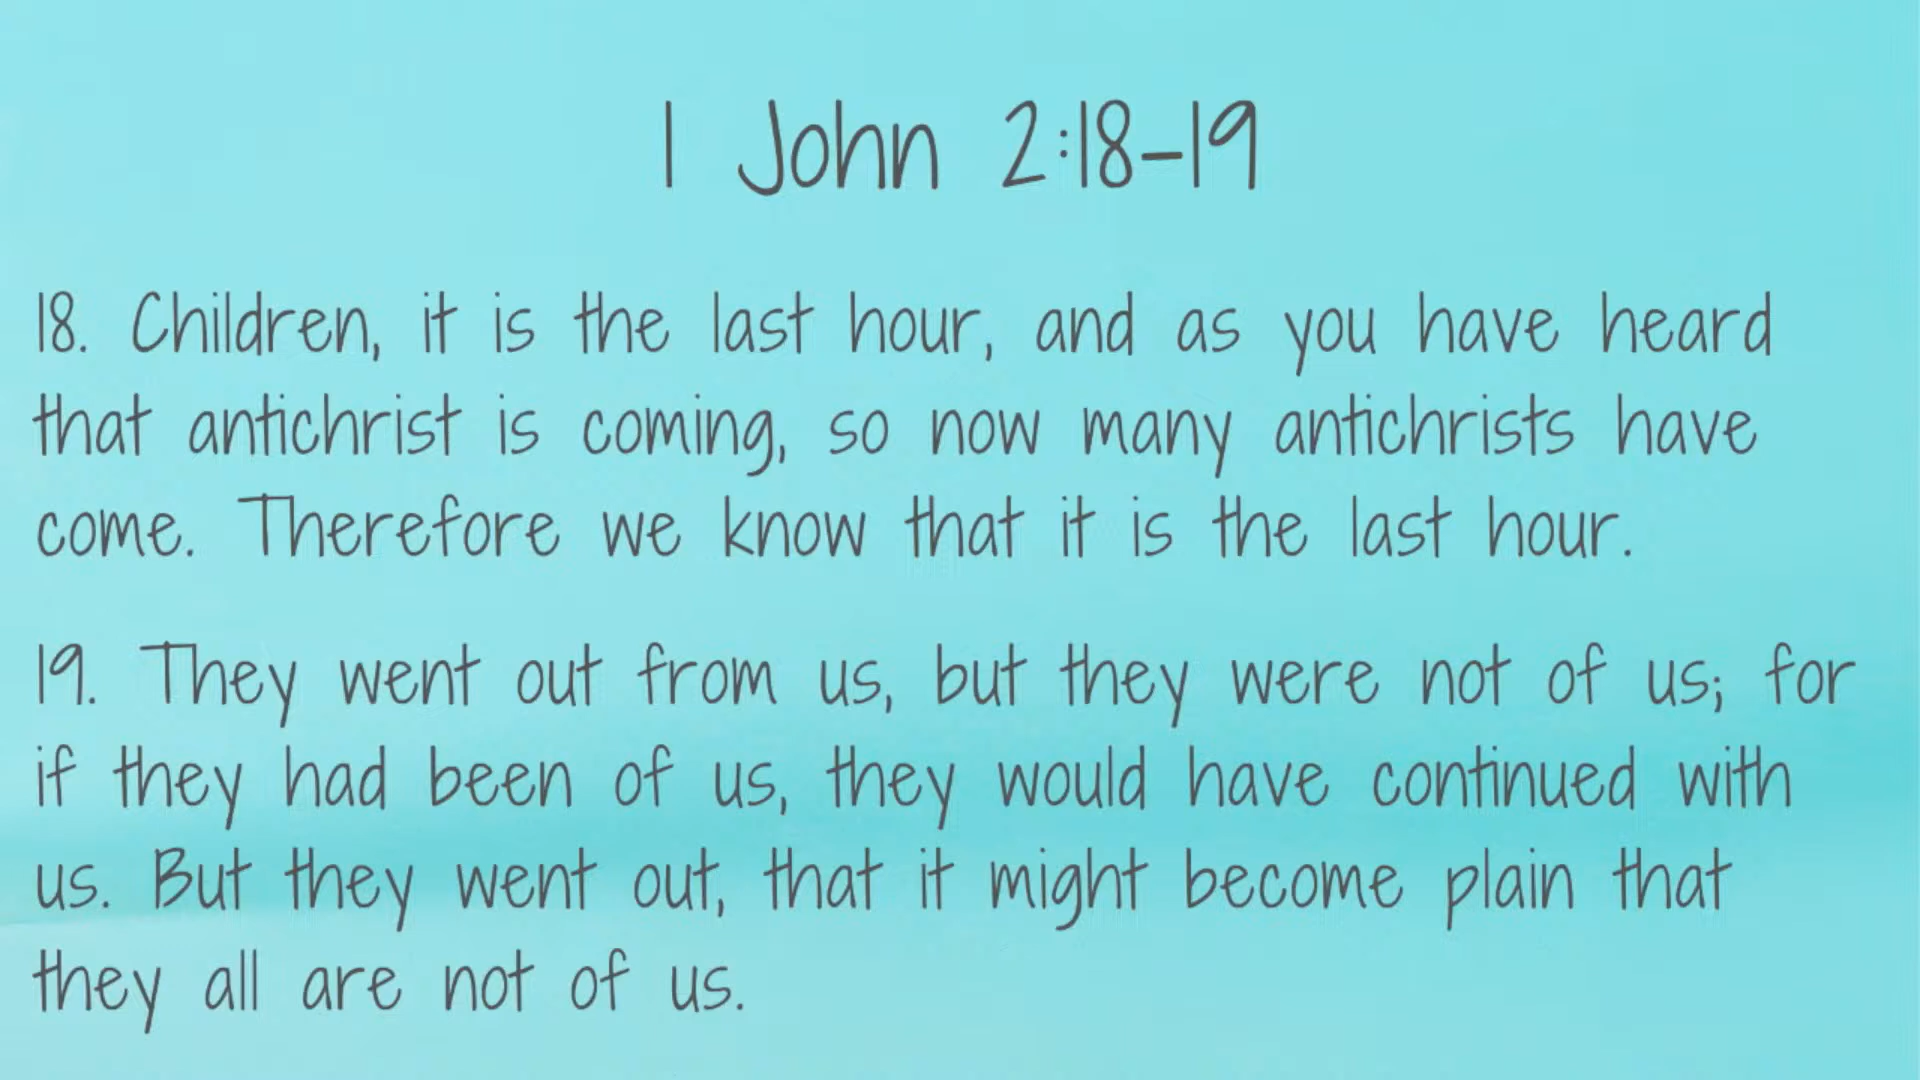 1 John 2:18-19
18. Children, it is the last hour, and as you have heard
that antichrist is coming, so now many antichrists have
come. Therefore we know that it is the last hour.
19. They went out from us, but they were not of us; for
if they had been of us, they would have continued with
us. But they went out, that it might become plain that
they all are not of us.